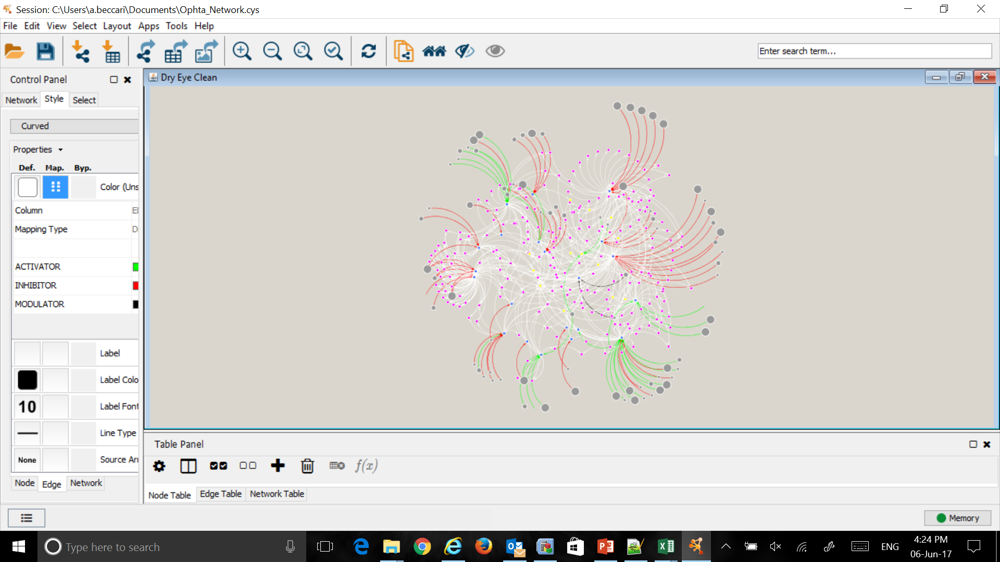 Session: C:\Users\a.beccari\Documents\Ophta_Network.cys
File Edit View Select Layout Apps Tools Help
Enter search term...
Control Panel
Dry Eye Clean
Network Style Select
Curved
Properties
Def. Map. Byp.
Color (Uns
Column El
Mapping Type D
ACTIVATOR
INHIBITOR
MODULATOR
Label
Label Colo
10 Label Font
Line Type
None Source Arr
Node Edge Network
Table Panel
f(x)
Node Table Edge Table Network Table
Memory
Type here to search
ENG
4:24 PM
06-Jun-17